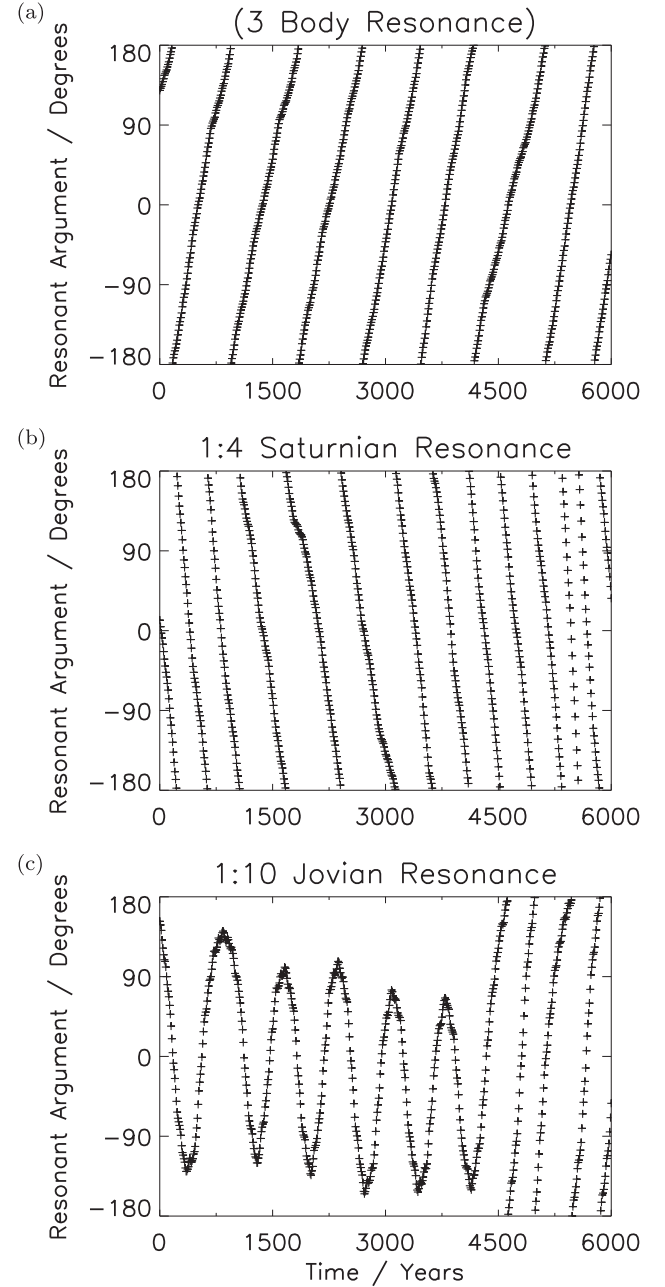 (a)
(3 Body Resonance)
Resonant Argument / Degrees
180
90
0
−90
−180
0 1500 3000 4500 6000
(b)
1:4 Saturnian Resonance
Resonant Argument / Degrees
180
90
0
−90
−180
0 1500 3000 4500 6000
(c)
1:10 Jovian Resonance
Resonant Argument / Degrees
180
90
0
−90
−180
0 1500 3000 4500 6000
Time / Years